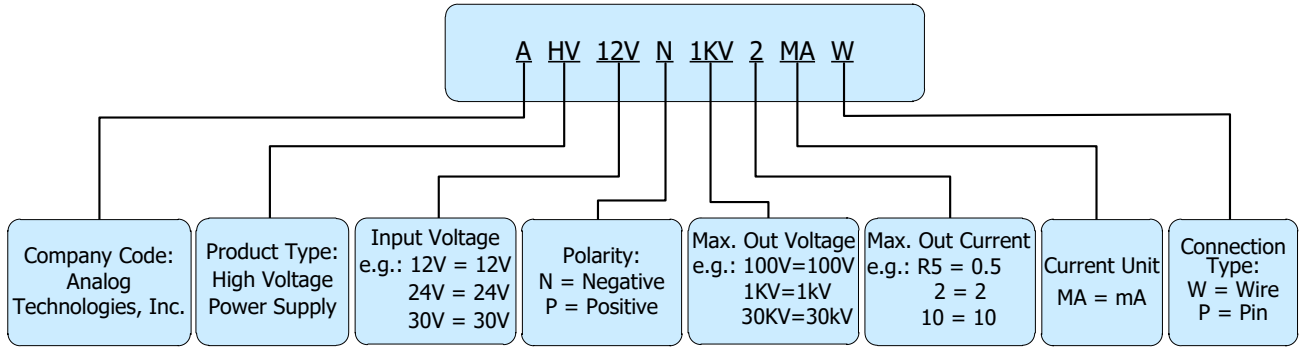 A HV 12V N 1KV 2 MA W
Company Code:
Analog
Technologies, Inc.
Product Type:
High Voltage
Power Supply
Input Voltage
e.g.: 12V = 12V
24V = 24V
30V = 30V
Polarity:
N = Negative
P = Positive
Max. Out Voltage
e.g.: 100V=100V
1KV=1kV
30KV=30kV
Max. Out Current
e.g.: R5 = 0.5
2 = 2
10 = 10
Current Unit
MA = mA
Connection
Type:
W = Wire
P = Pin